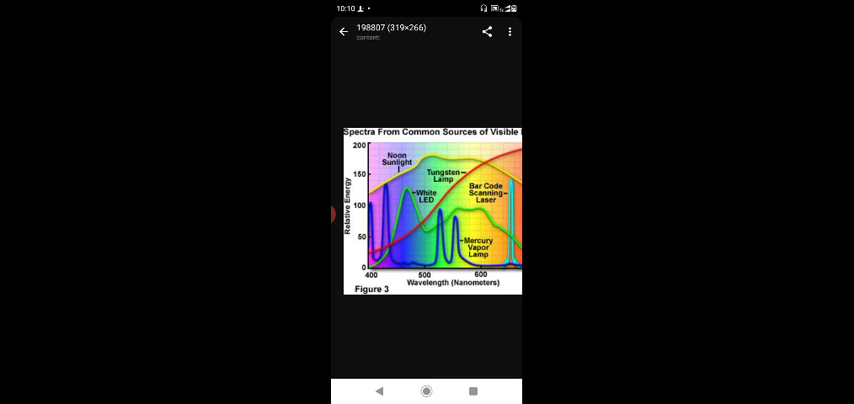 10:10
198807 (319×266)
content:
Spectra From Common Sources of Visible
200
150
100
50
0
Relative Energy
Noon
Sunlight
Tungsten
Lamp
White
LED
Bar Code
Scanning
Laser
Mercury
Vapor
Lamp
400
500
600
Wavelength (Nanometers)
Figure 3